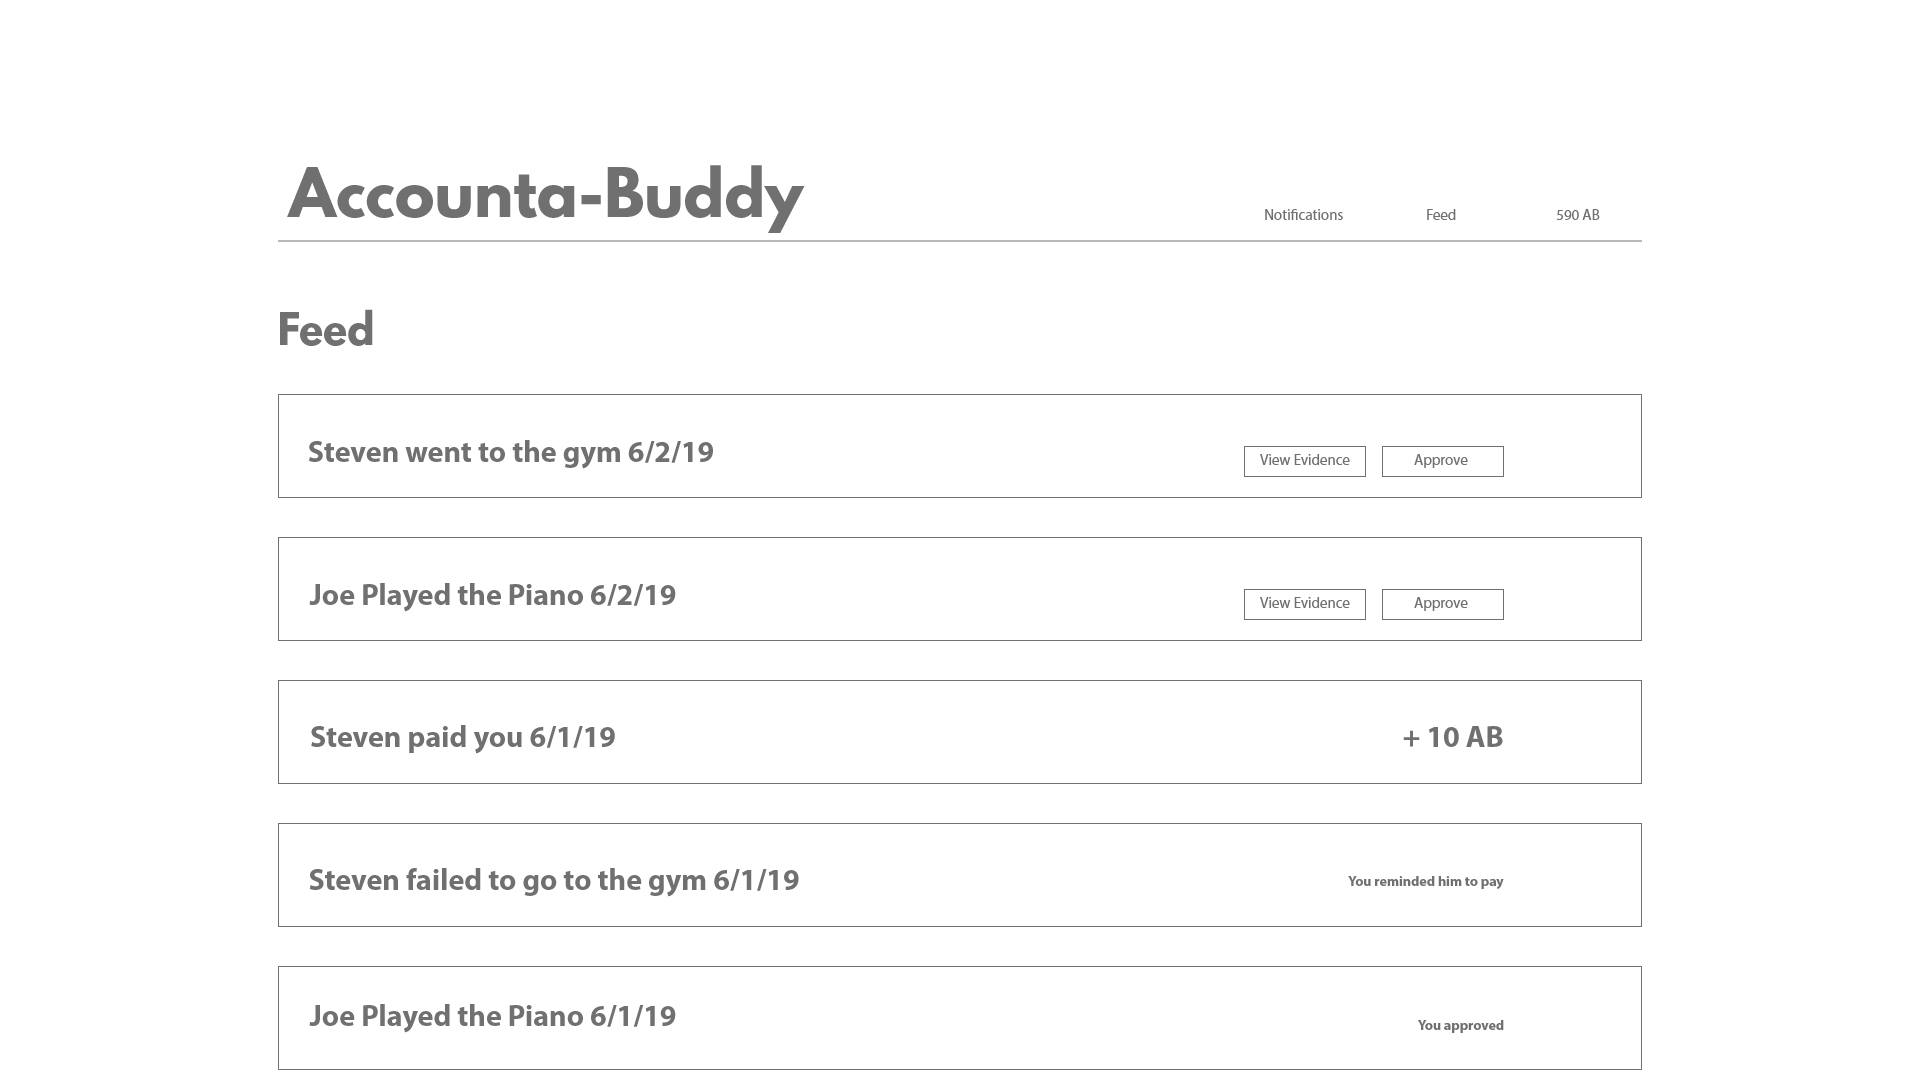 Accounta-Buddy
Notifications Feed 590 AB
Feed
Steven went to the gym 6/2/19 View Evidence Approve
Joe Played the Piano 6/2/19 View Evidence Approve
Steven paid you 6/1/19 + 10 AB
Steven failed to go to the gym 6/1/19 You reminded him to pay
Joe Played the Piano 6/1/19 You approved